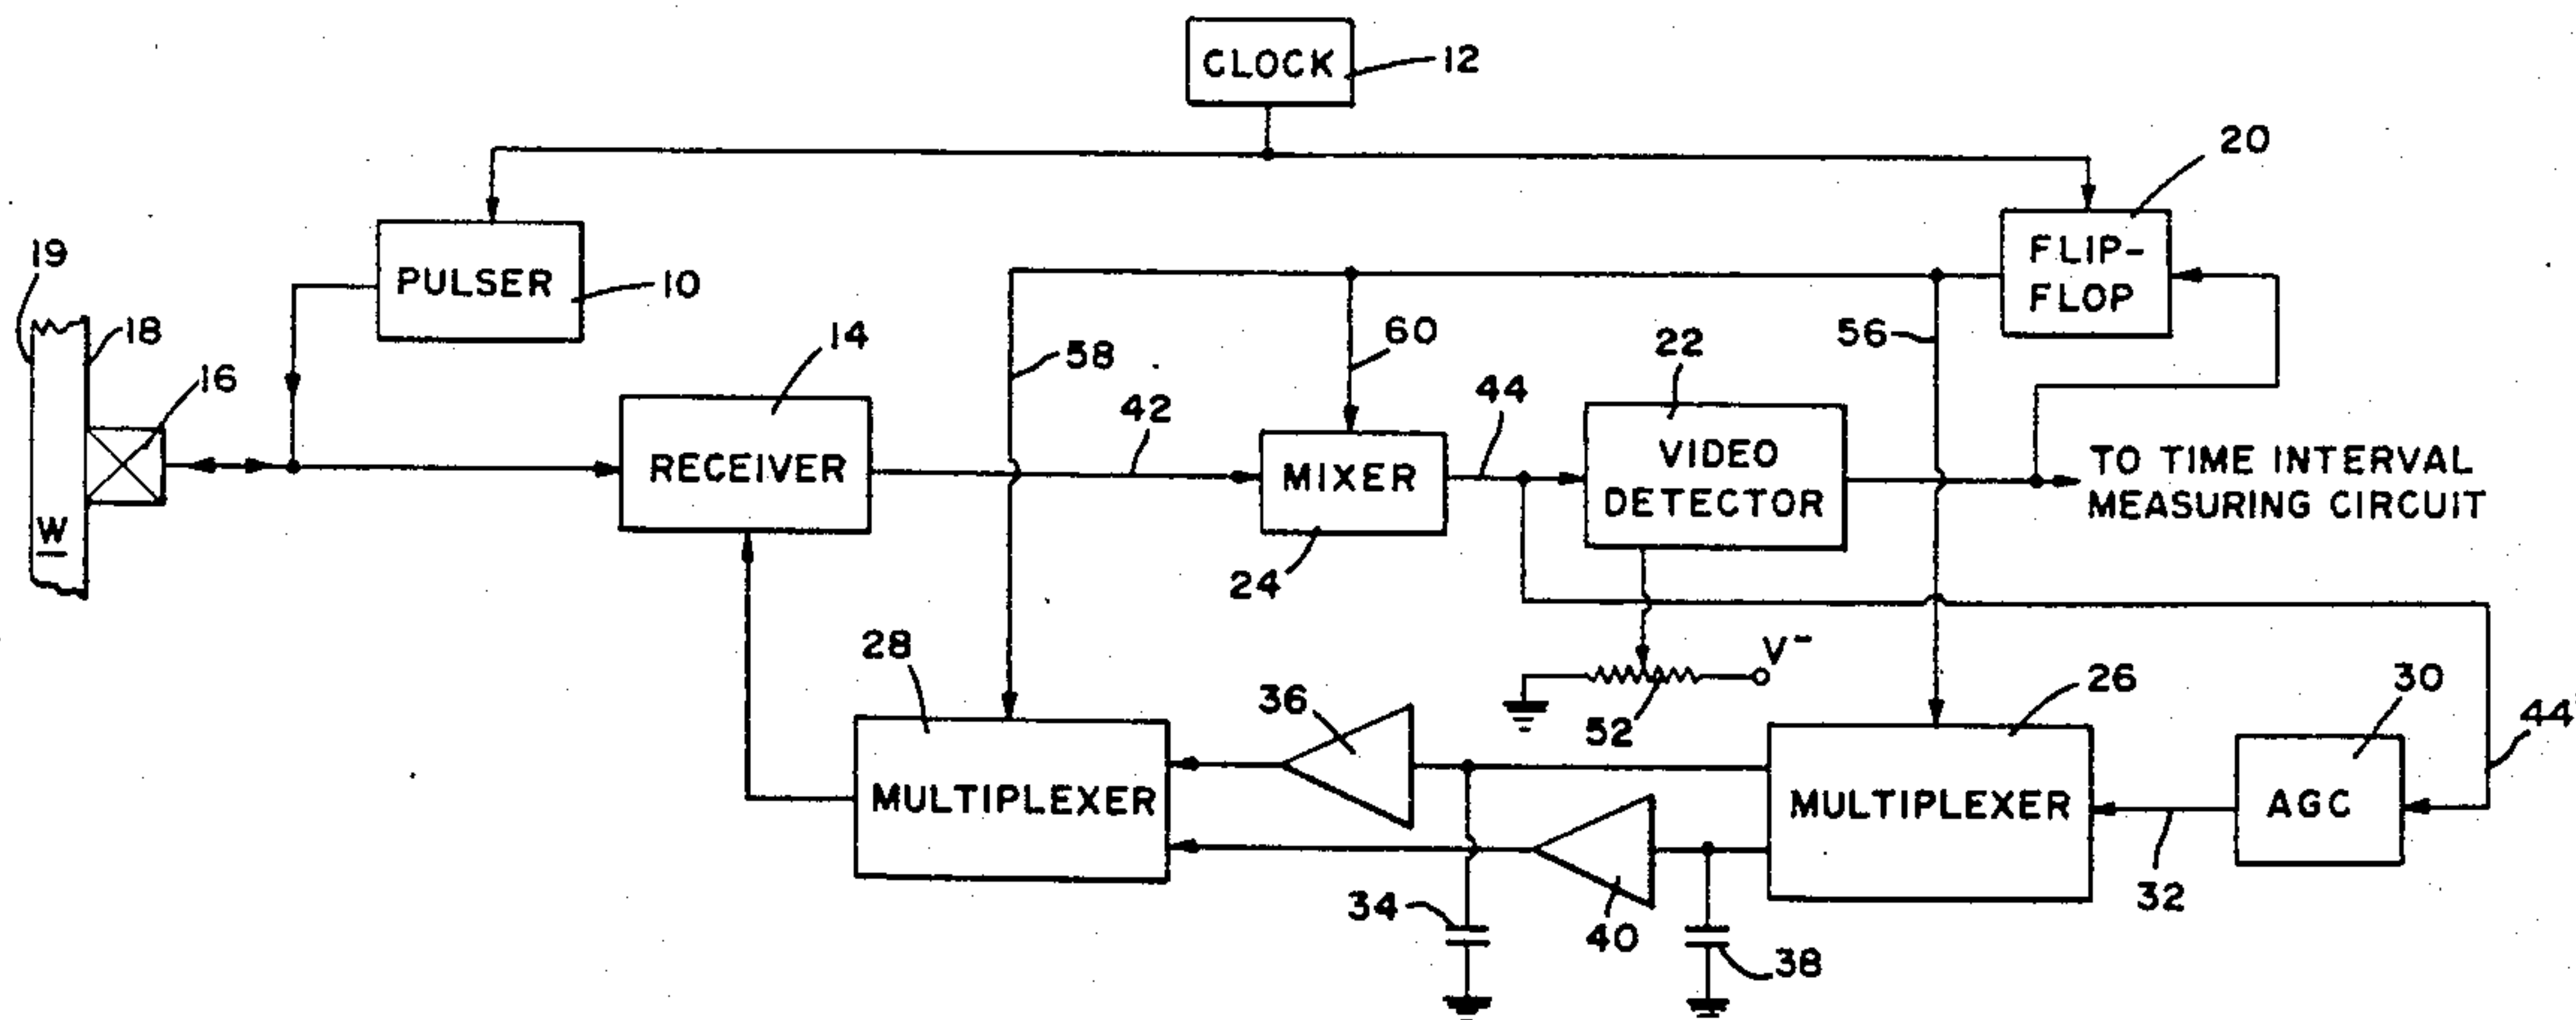 CLOCK
12
20
PULSER
10
FLIP-
FLOP
19
18
16
14
58
60
56
22
42
44
RECEIVER
MIXER
VIDEO
DETECTOR
TO TIME INTERVAL
MEASURING CIRCUIT
W
24
28
V-
36
52
26
30
44'
MULTIPLEXER
MULTIPLEXER
AGC
32
34
40
38